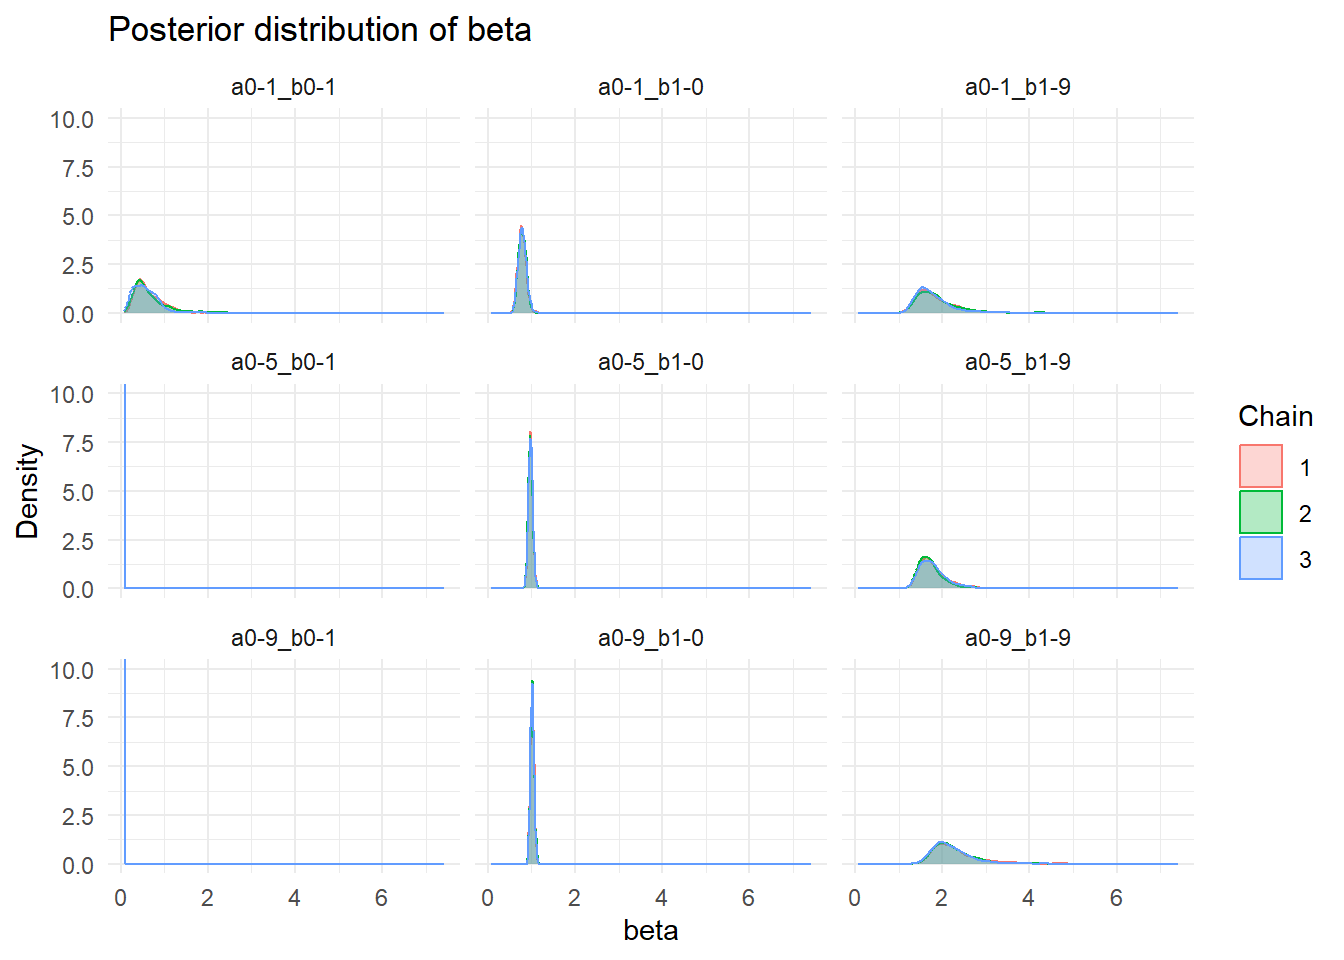 Posterior distribution of beta
a0-1_b0-1 a0-1_b1-0 a0-1_b1-9
10.0
7.5
5.0
2.5
0.0
a0-5_b0-1 a0-5_b1-0 a0-5_b1-9
10.0
7.5
5.0
2.5
0.0
a0-9_b0-1 a0-9_b1-0 a0-9_b1-9
10.0
7.5
5.0
2.5
0.0
0 2 4 6 0 2 4 6 0 2 4 6
beta
Density
Chain
1
2
3